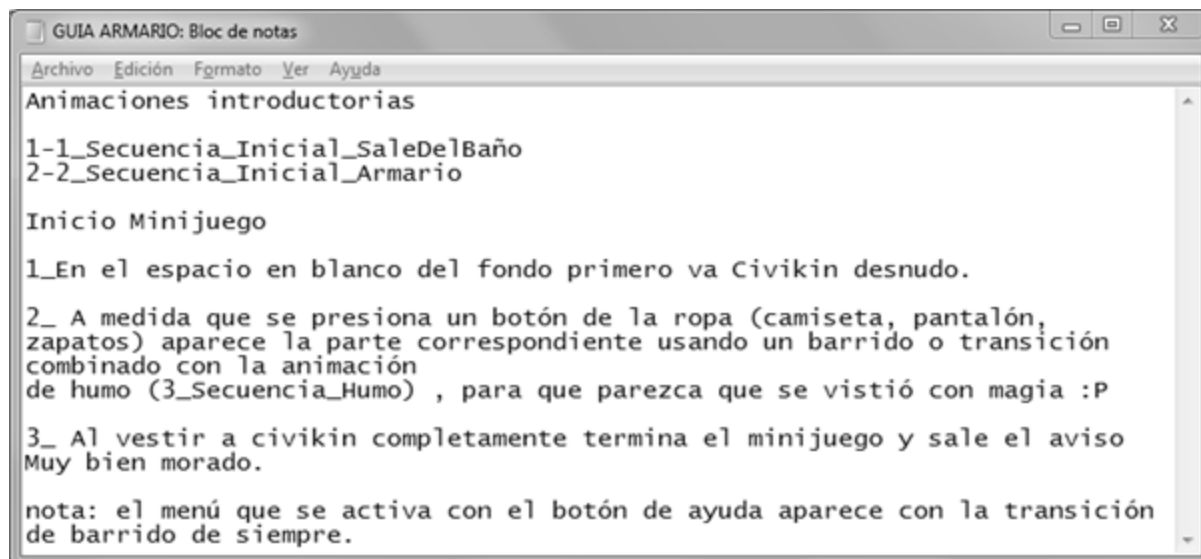 GUIA ARMARIO: Bloc de notas
Archivo Edición Formato Ver Ayuda
Animaciones introductorias
1-1_Secuencia_Inicial_SaleDelBaño
2-2_Secuencia_Inicial_Armario
Inicio Minijuego
1_En el espacio en blanco del fondo primero va Civikin desnudo.
2_ A medida que se presiona un botón de la ropa (camiseta, pantalón,
zapatos) aparece la parte correspondiente usando un barrido o transición
combinado con la animación
de humo (3_Secuencia_Humo) , para que parezca que se vistió con magia :P
3_ Al vestir a civikin completamente termina el minijuego y sale el aviso
Muy bien morado.
nota: el menú que se activa con el botón de ayuda aparece con la transición
de barrido de siempre.